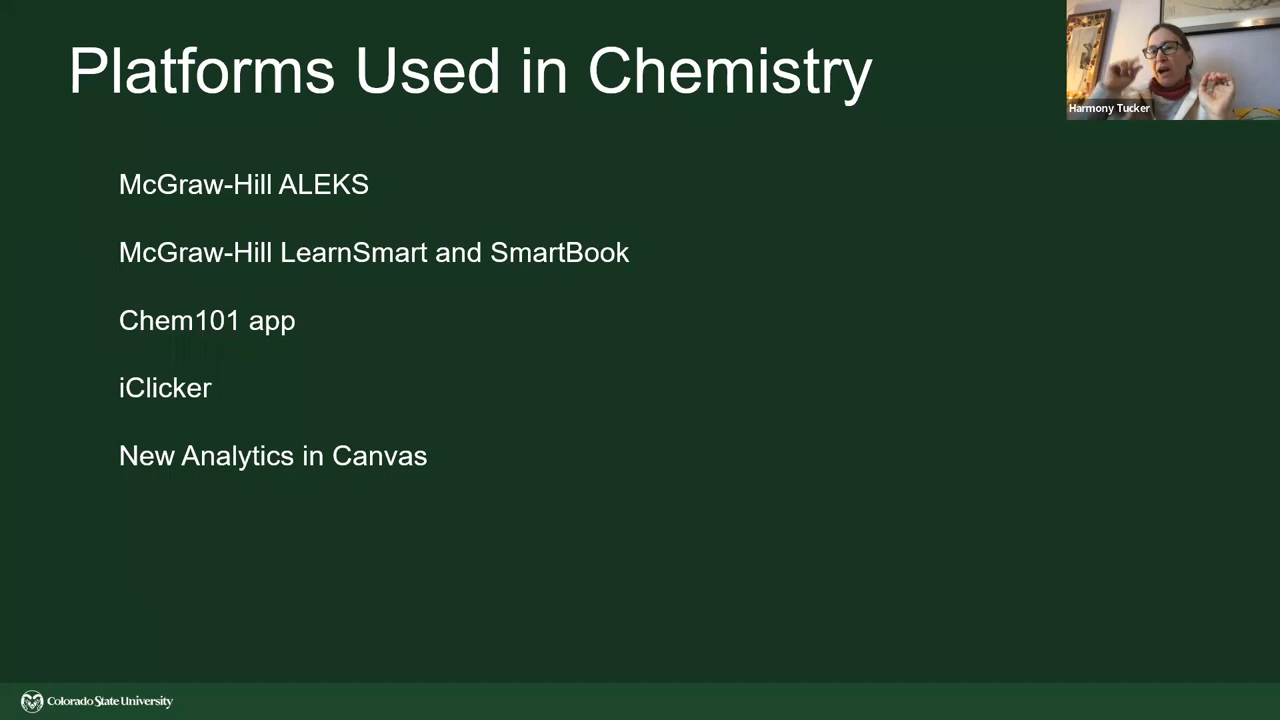 Platforms Used in Chemistry
Harmony Tucker
McGraw-Hill ALEKS
McGraw-Hill LearnSmart and SmartBook
Chem101 app
iClicker
New Analytics in Canvas
Colorado State University